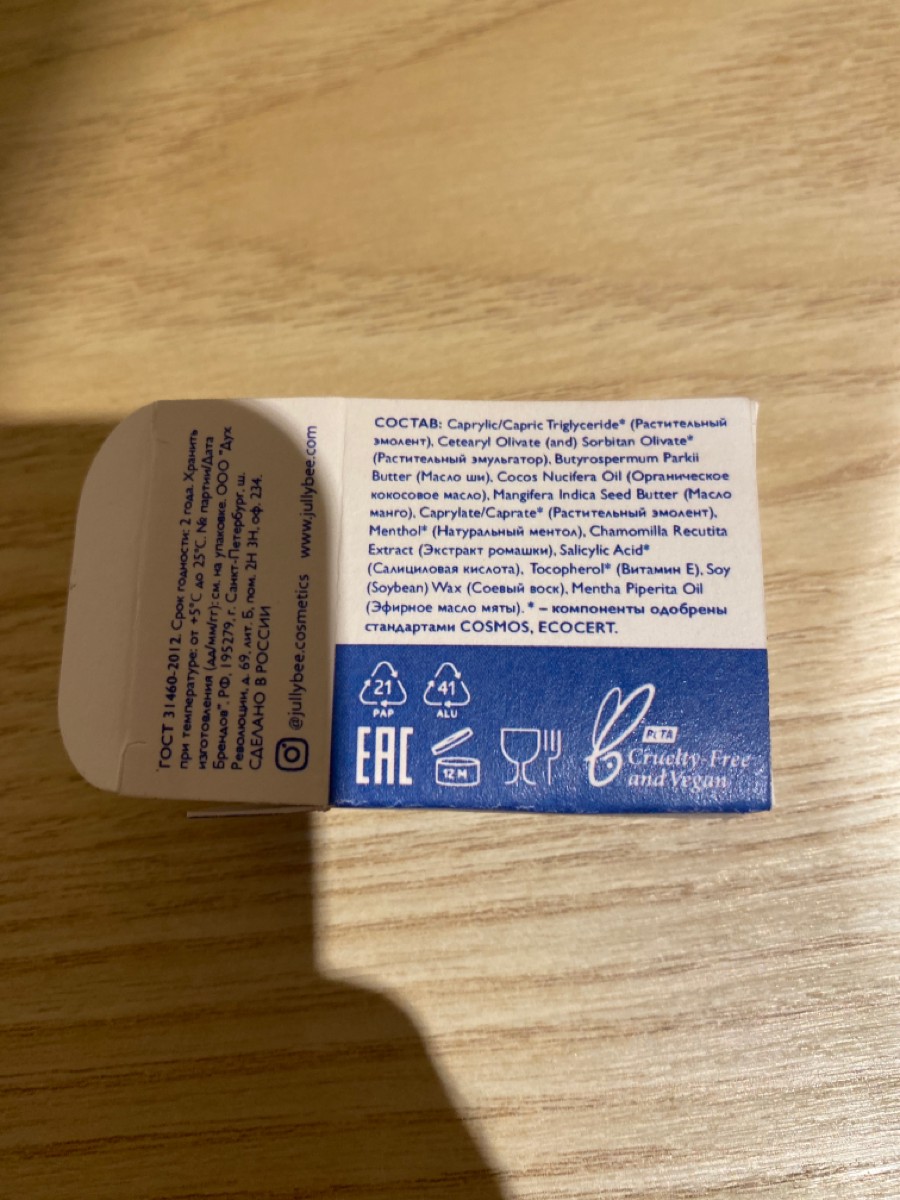 ГОСТ 31460-2012. Срок годности: 2 года. Хранить
при температуре: от +5°C до 25°C. № партии/Дата
изготовления (дд/мм/гг): см. на упаковке. ООО "Дух
Брендов", РФ, 195279, г. Санкт-Петербург, ш.
Революции, д. 69, лит. Б, пом. 2Н 3Н, оф. 234.
СДЕЛАНО В РОССИИ
@jullybee.cosmetics www.jullybee.com
СОСТАВ: Caprylic/Capric Triglyceride* (Растительный
эмолент), Cetearyl Olivate (and) Sorbitan Olivate*
(Растительный эмульгатор), Butyrospermum Parkii
Butter (Масло ши), Cocos Nucifera Oil (Органическое
кокосовое масло), Mangifera Indica Seed Butter (Масло
манго), Caprylate/Caprate* (Растительный эмолент),
Menthol* (Натуральный ментол), Chamomilla Recutita
Extract (Экстракт ромашки), Salicylic Acid*
(Салициловая кислота), Tocopherol* (Витамин Е), Soy
(Soybean) Wax (Соевый воск), Mentha Piperita Oil
(Эфирное масло мяты). * – компоненты одобрены
стандартами COSMOS, ECOCERT.
21 41
PAP ALU
EAC 12 M
PETA
Cruelty-Free
and Vegan